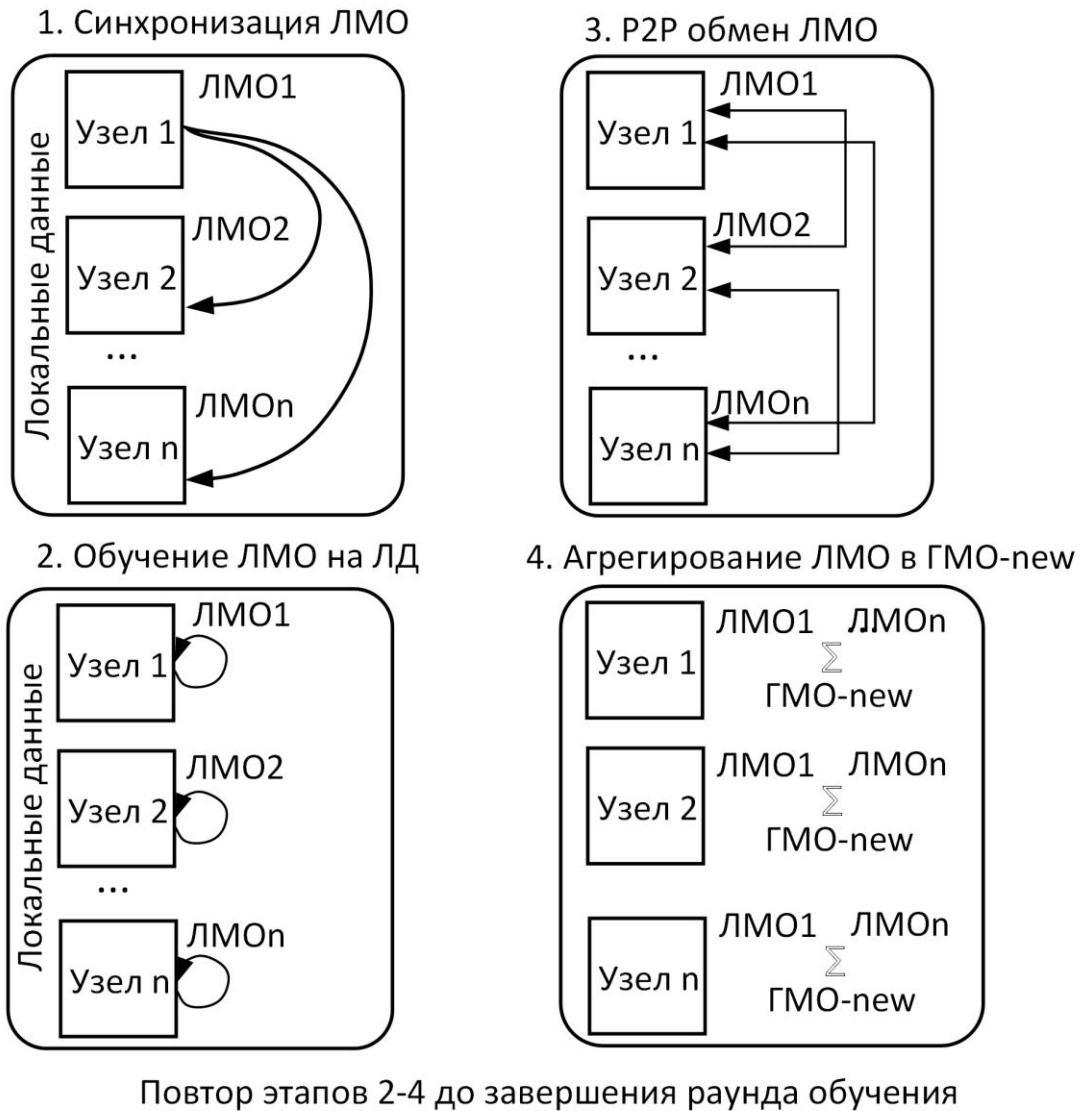 1. Синхронизация ЛМО
Локальные данные
Узел 1
ЛМО1
Узел 2
ЛМО2
...
Узел n
ЛМОn
2. Обучение ЛМО на ЛД
Локальные данные
Узел 1
ЛМО1
Узел 2
ЛМО2
...
Узел n
ЛМОn
3. P2P обмен ЛМО
Узел 1
ЛМО1
Узел 2
ЛМО2
...
Узел n
ЛМОn
4. Агрегирование ЛМО в ГМО-new
Узел 1
ЛМО1 ... ЛМОn
Σ
ГМО-new
Узел 2
ЛМО1 ЛМОn
Σ
ГМО-new
Узел n
ЛМО1 ЛМОn
Σ
ГМО-new
Повтор этапов 2-4 до завершения раунда обучения